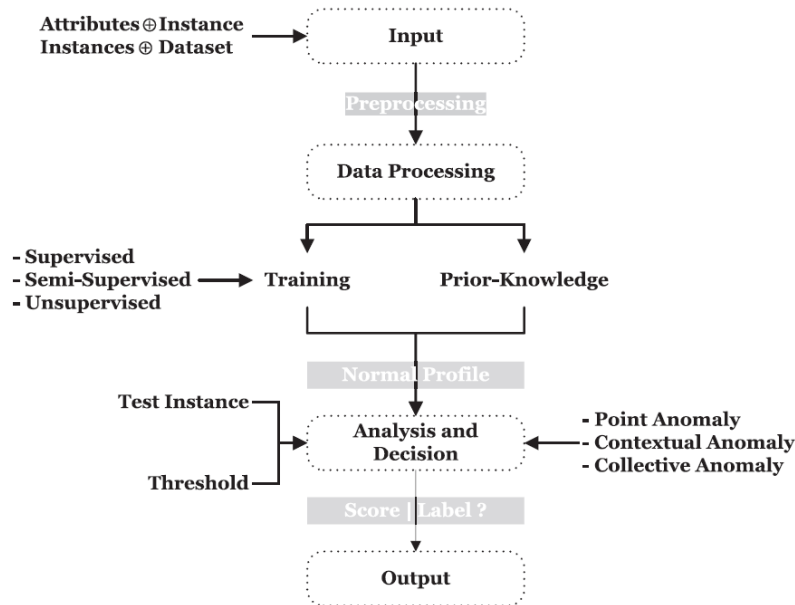 Attributes ⊕ Instance
Instances ⊕ Dataset
Input
Preprocessing
Data Processing
- Supervised
- Semi-Supervised
- Unsupervised
Training
Prior-Knowledge
Normal Profile
Test Instance
Threshold
Analysis and
Decision
- Point Anomaly
- Contextual Anomaly
- Collective Anomaly
Score | Label ?
Output